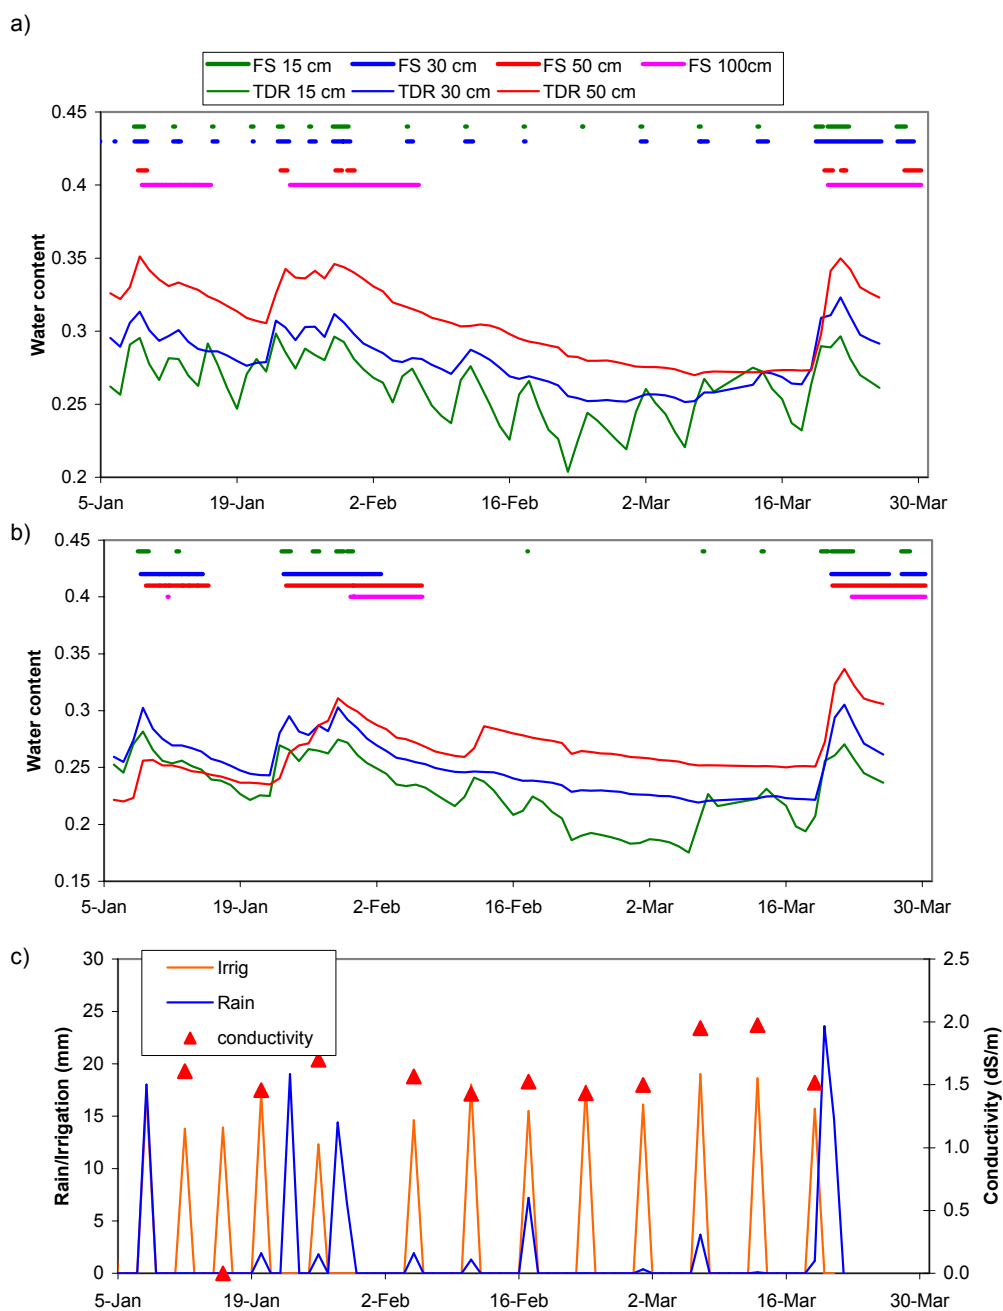 a)
FS 15 cm FS 30 cm FS 50 cm FS 100cm
TDR 15 cm TDR 30 cm TDR 50 cm
0.45
0.4
0.35
0.3
0.25
0.2
Water content
5-Jan 19-Jan 2-Feb 16-Feb 2-Mar 16-Mar 30-Mar
b)
0.45
0.4
0.35
0.3
0.25
0.2
0.15
Water content
5-Jan 19-Jan 2-Feb 16-Feb 2-Mar 16-Mar 30-Mar
c)
Irrig
Rain
conductivity
30
25
20
15
10
5
0
Rain/Irrigation (mm)
2.5
2.0
1.5
1.0
0.5
0.0
Conductivity (dS/m)
5-Jan 19-Jan 2-Feb 16-Feb 2-Mar 16-Mar 30-Mar